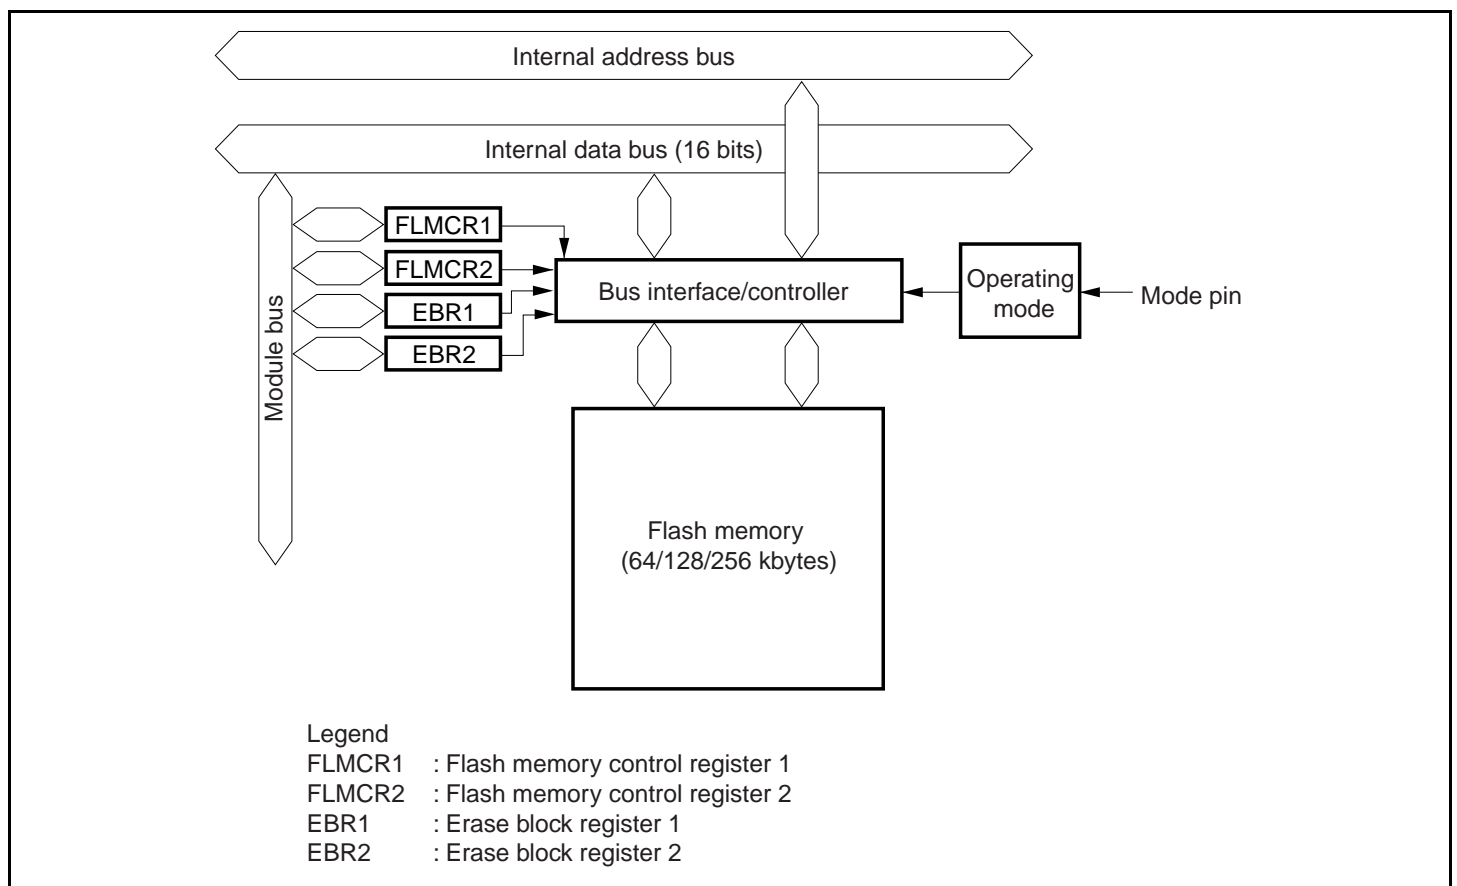 Internal address bus
Internal data bus (16 bits)
FLMCR1
FLMCR2
EBR1
EBR2
Module bus
Bus interface/controller
Operating
mode
Mode pin
Flash memory
(64/128/256 kbytes)
Legend
FLMCR1 : Flash memory control register 1
FLMCR2 : Flash memory control register 2
EBR1 : Erase block register 1
EBR2 : Erase block register 2